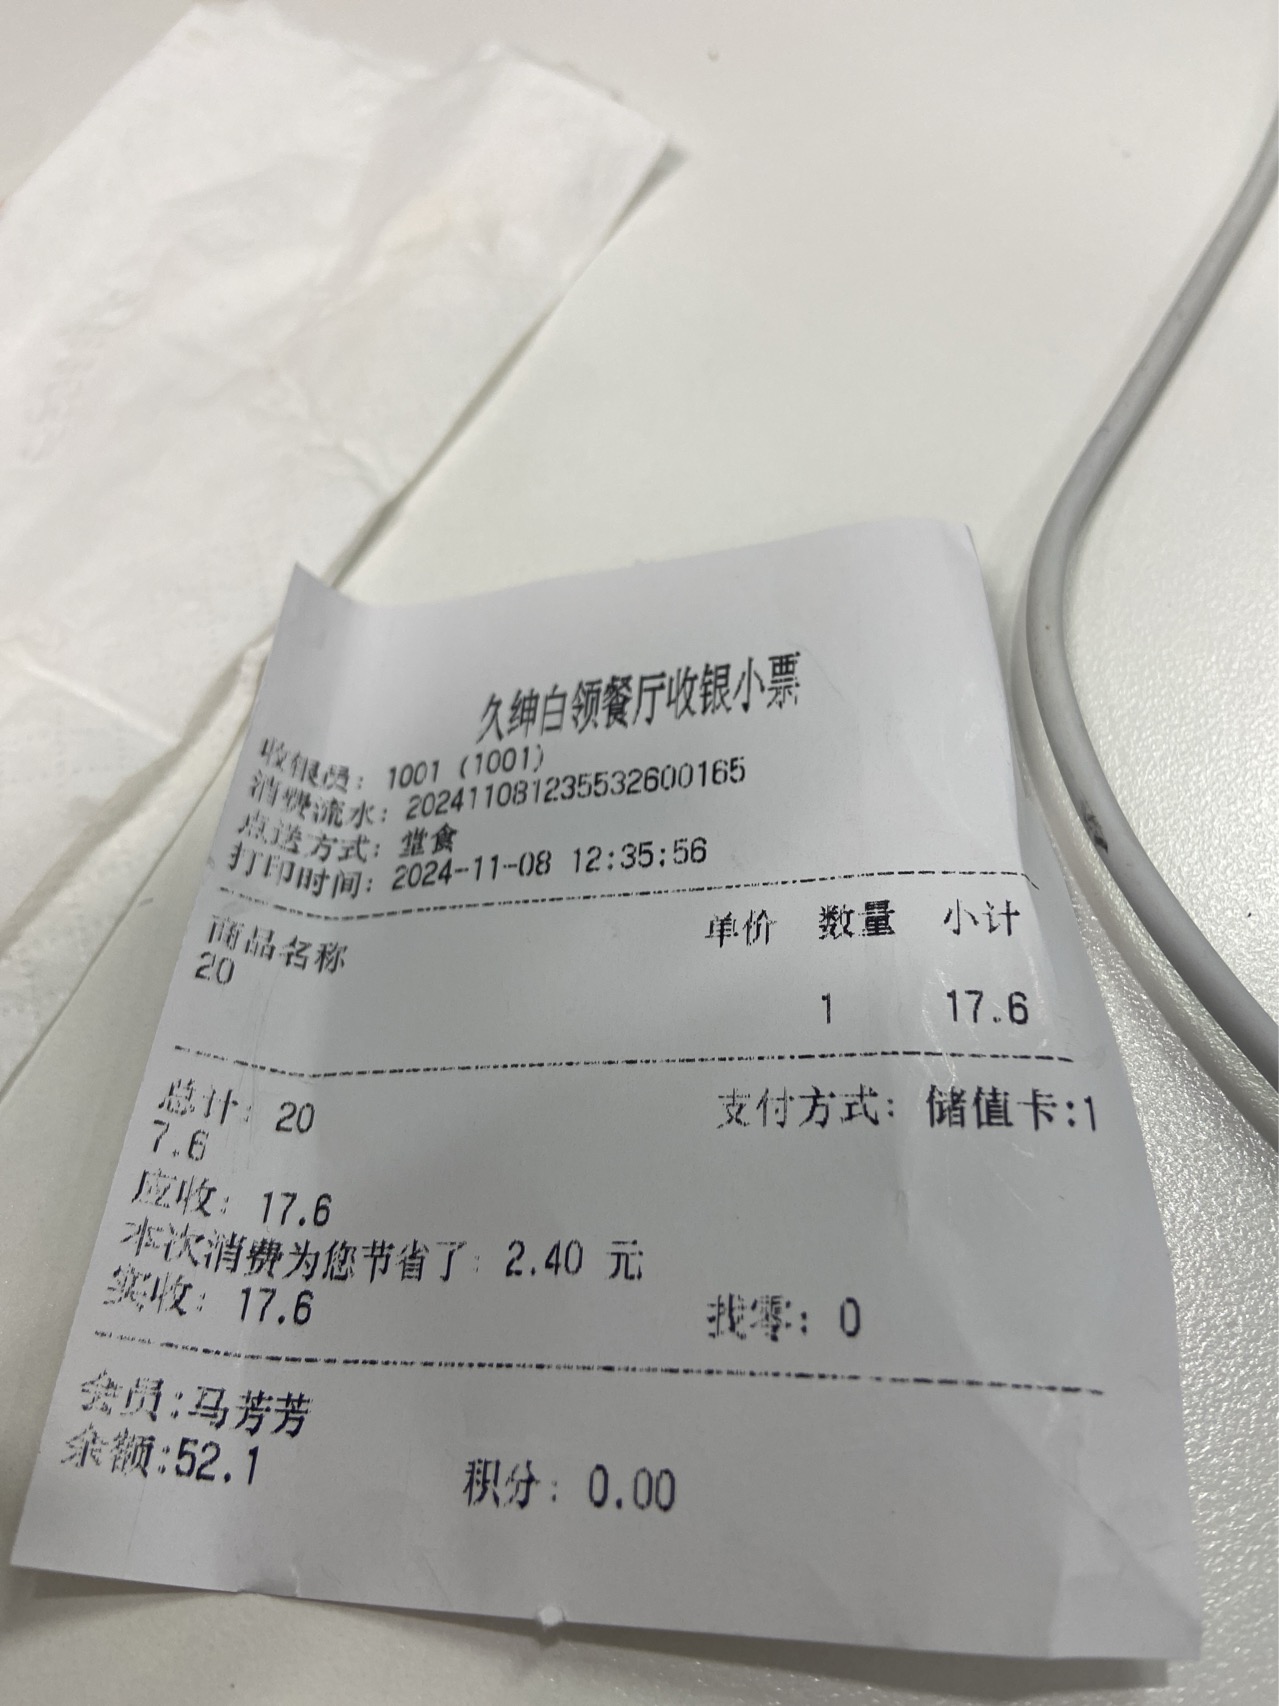 久绅白领餐厅收银小票
收银员：1001 (1001)
消费流水：202411081235532600165
点送方式：堂食
打印时间：2024-11-08 12:35:56
商品名称 单价 数量 小计
20
1 17.6
总计：20 支付方式：储值卡:1
7.6
应收：17.6
本次消费为您节省了：2.40 元
实收：17.6 找零：0
会员:马芳芳
余额:52.1 积分：0.00